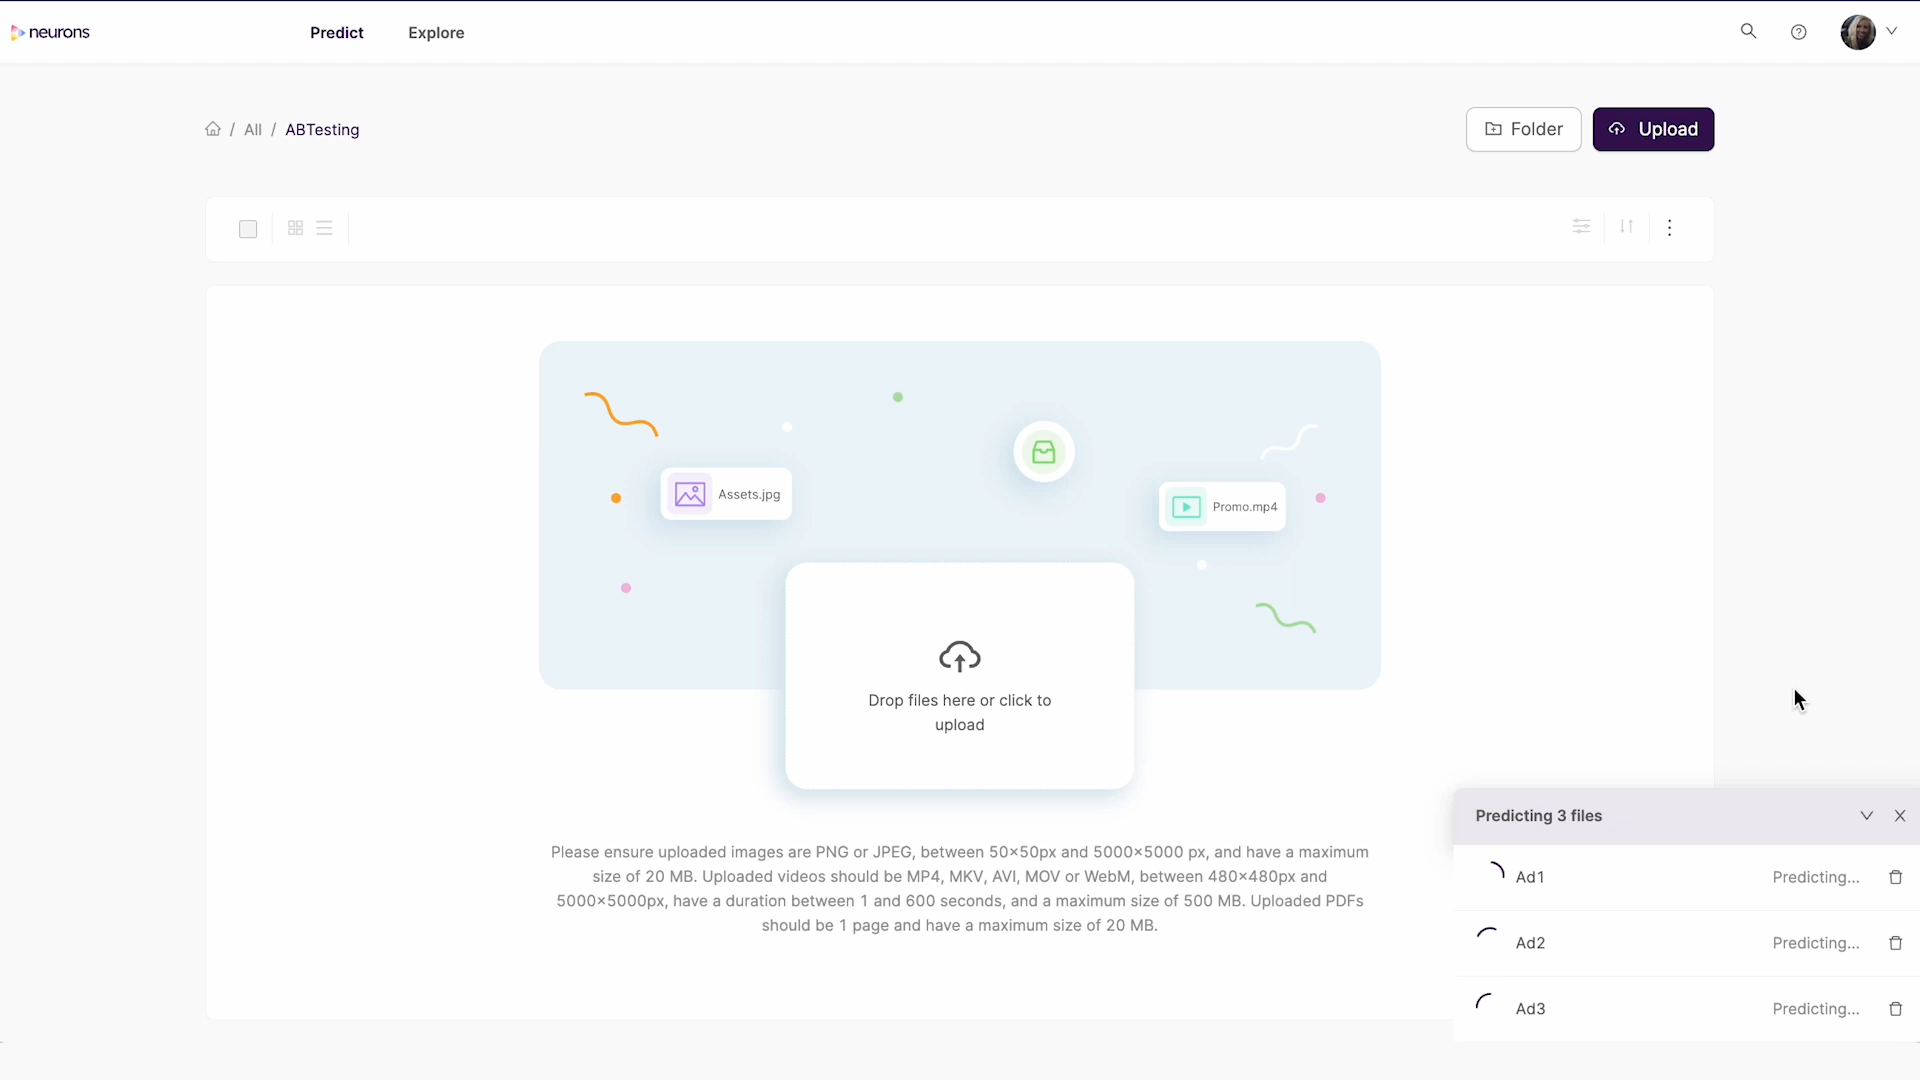 neurons
Predict
Explore
/ All / ABTesting
Folder
Upload
Assets.jpg
Promo.mp4
Drop files here or click to
upload
Please ensure uploaded images are PNG or JPEG, between 50×50px and 5000×5000 px, and have a maximum
size of 20 MB. Uploaded videos should be MP4, MKV, AVI, MOV or WebM, between 480×480px and
5000×5000px, have a duration between 1 and 600 seconds, and a maximum size of 500 MB. Uploaded PDFs
should be 1 page and have a maximum size of 20 MB.
Predicting 3 files
Ad1 Predicting...
Ad2 Predicting...
Ad3 Predicting...